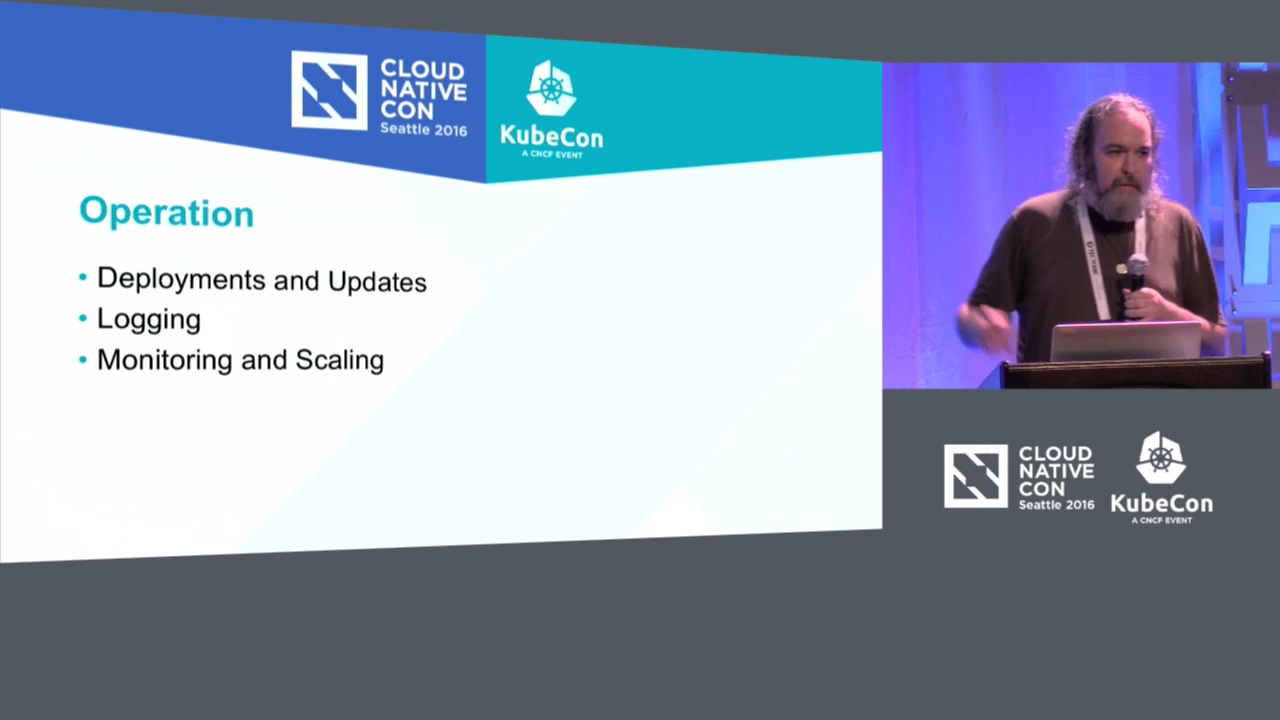 CLOUD
NATIVE
CON
Seattle 2016
KubeCon
A CNCF EVENT
Operation
• Deployments and Updates
• Logging
• Monitoring and Scaling
CLOUD
NATIVE
CON
Seattle 2016
KubeCon
A CNCF EVENT